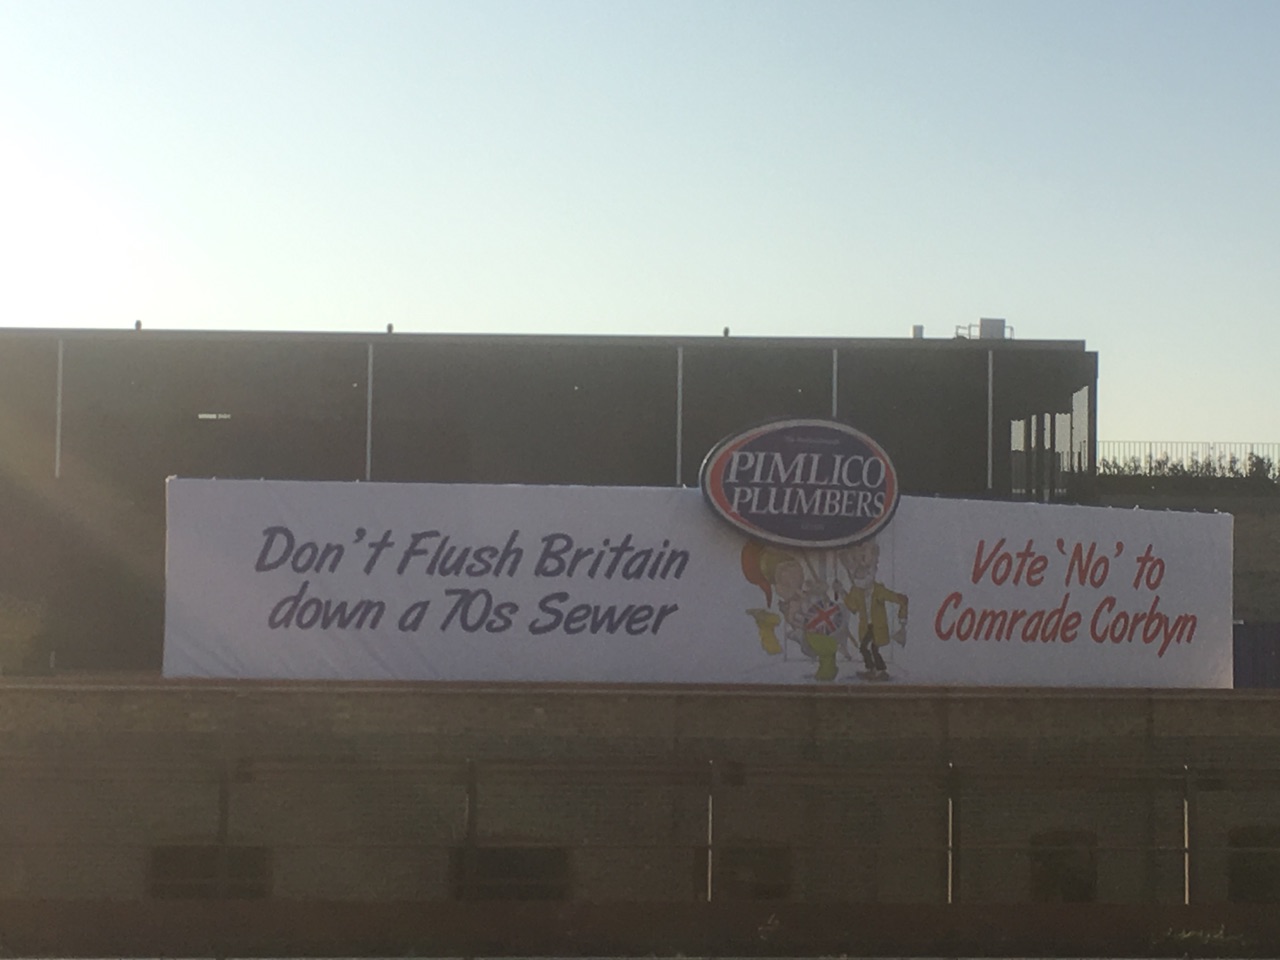 Don't Flush Britain
down a 70s Sewer
PIMLICO
PLUMBERS
Vote 'No' to
Comrade Corbyn